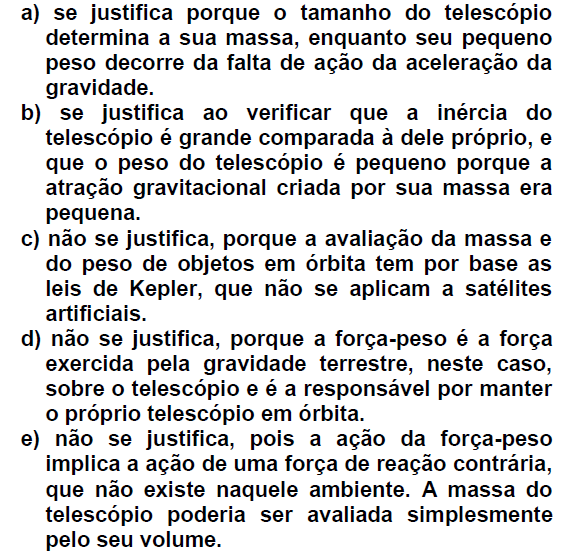 a) se justifica porque o tamanho do telescópio
determina a sua massa, enquanto seu pequeno
peso decorre da falta de ação da aceleração da
gravidade.
b) se justifica ao verificar que a inércia do
telescópio é grande comparada à dele próprio, e
que o peso do telescópio é pequeno porque a
atração gravitacional criada por sua massa era
pequena.
c) não se justifica, porque a avaliação da massa e
do peso de objetos em órbita tem por base as
leis de Kepler, que não se aplicam a satélites
artificiais.
d) não se justifica, porque a força-peso é a força
exercida pela gravidade terrestre, neste caso,
sobre o telescópio e é a responsável por manter
o próprio telescópio em órbita.
e) não se justifica, pois a ação da força-peso
implica a ação de uma força de reação contrária,
que não existe naquele ambiente. A massa do
telescópio poderia ser avaliada simplesmente
pelo seu volume.